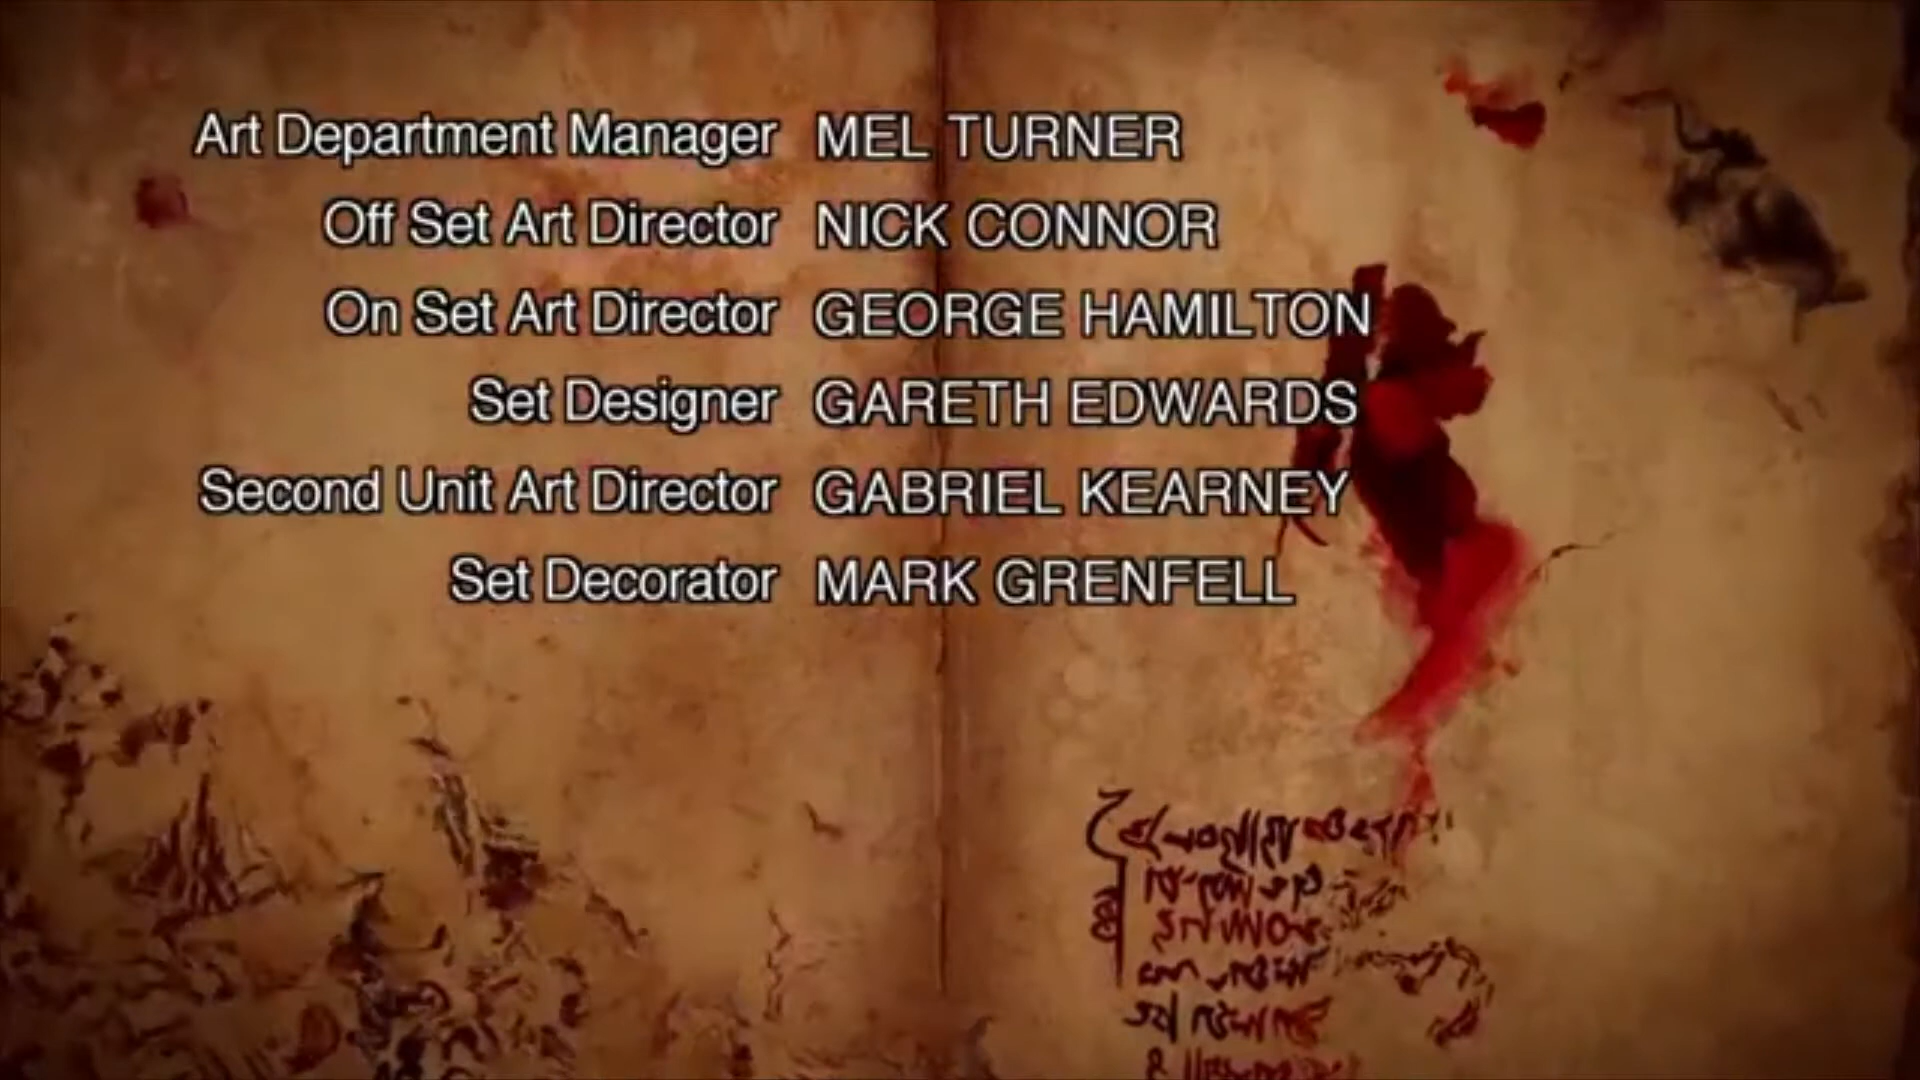 Art Department Manager MEL TURNER
Off Set Art Director NICK CONNOR
On Set Art Director GEORGE HAMILTON
Set Designer GARETH EDWARDS
Second Unit Art Director GABRIEL KEARNEY
Set Decorator MARK GRENFELL